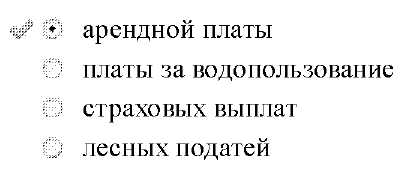 арендной платы
платы за водопользование
страховых выплат
лесных податей